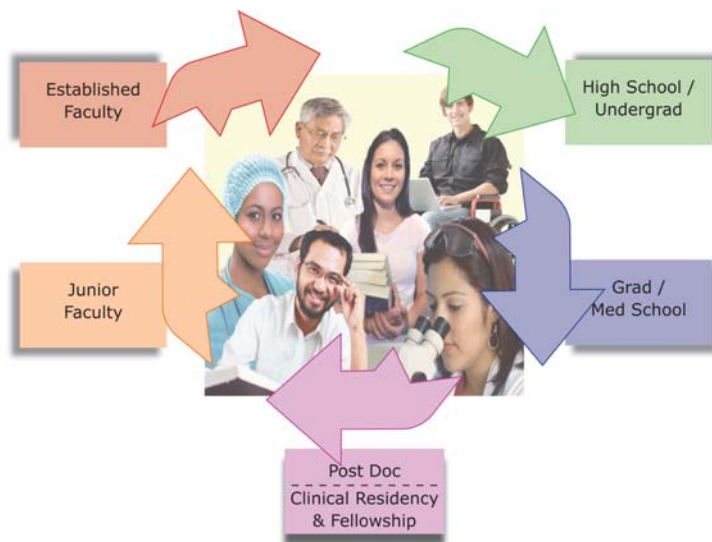 Established
Faculty
High School /
Undergrad
Junior
Faculty
Grad /
Med School
Post Doc
Clinical Residency
& Fellowship